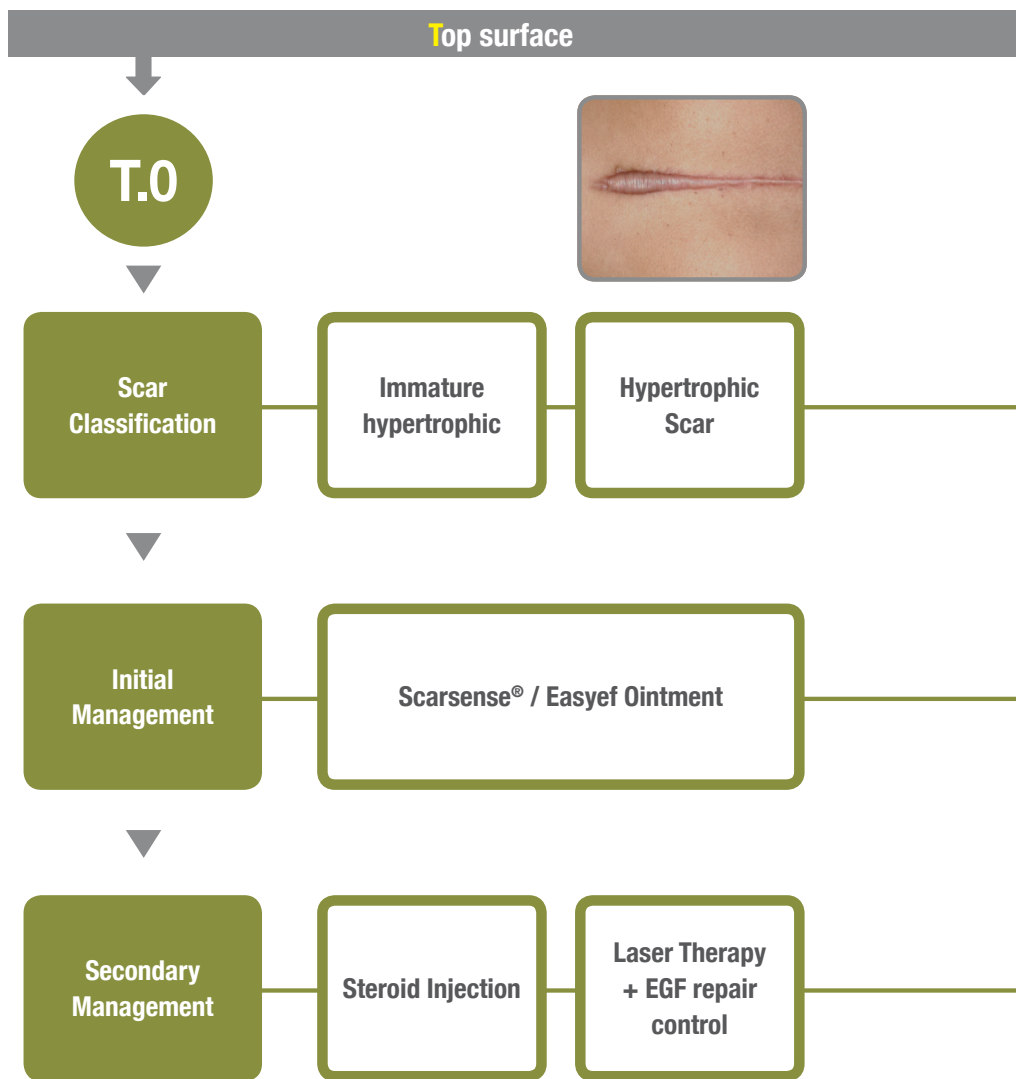 Top surface
T.0
Scar
Classification
Immature
hypertrophic
Hypertrophic
Scar
Initial
Management
Scarsense® / Easyef Ointment
Secondary
Management
Steroid Injection
Laser Therapy
+ EGF repair
control